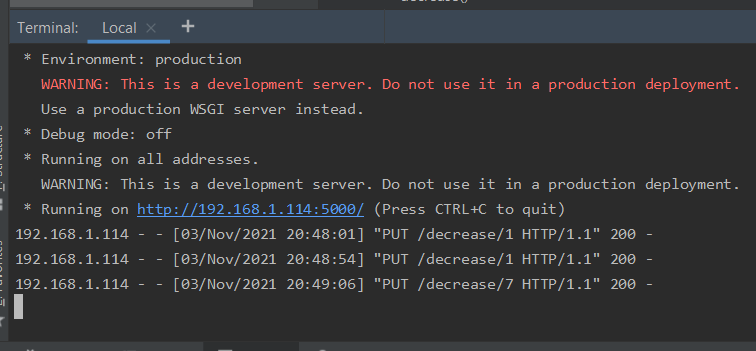 decrease()
Terminal: Local × +
* Environment: production
WARNING: This is a development server. Do not use it in a production deployment.
Use a production WSGI server instead.
* Debug mode: off
* Running on all addresses.
WARNING: This is a development server. Do not use it in a production deployment.
* Running on http://192.168.1.114:5000/ (Press CTRL+C to quit)
192.168.1.114 - - [03/Nov/2021 20:48:01] "PUT /decrease/1 HTTP/1.1" 200 -
192.168.1.114 - - [03/Nov/2021 20:48:54] "PUT /decrease/1 HTTP/1.1" 200 -
192.168.1.114 - - [03/Nov/2021 20:49:06] "PUT /decrease/7 HTTP/1.1" 200 -
Structure
Favorites